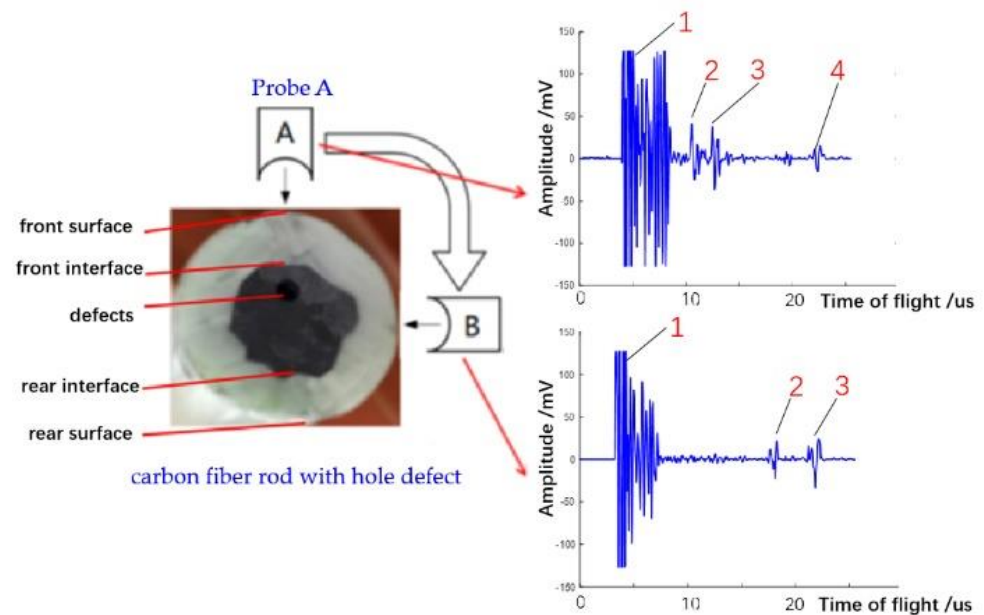 Probe A
A
B
front surface
front interface
defects
rear interface
rear surface
carbon fiber rod with hole defect
Amplitude /mV
150
100
50
0
-50
-100
-150
0
10
20
Time of flight /us
1
2
3
4
Amplitude /mV
150
100
50
0
-50
-100
-150
0
10
20
Time of flight /us
1
2
3